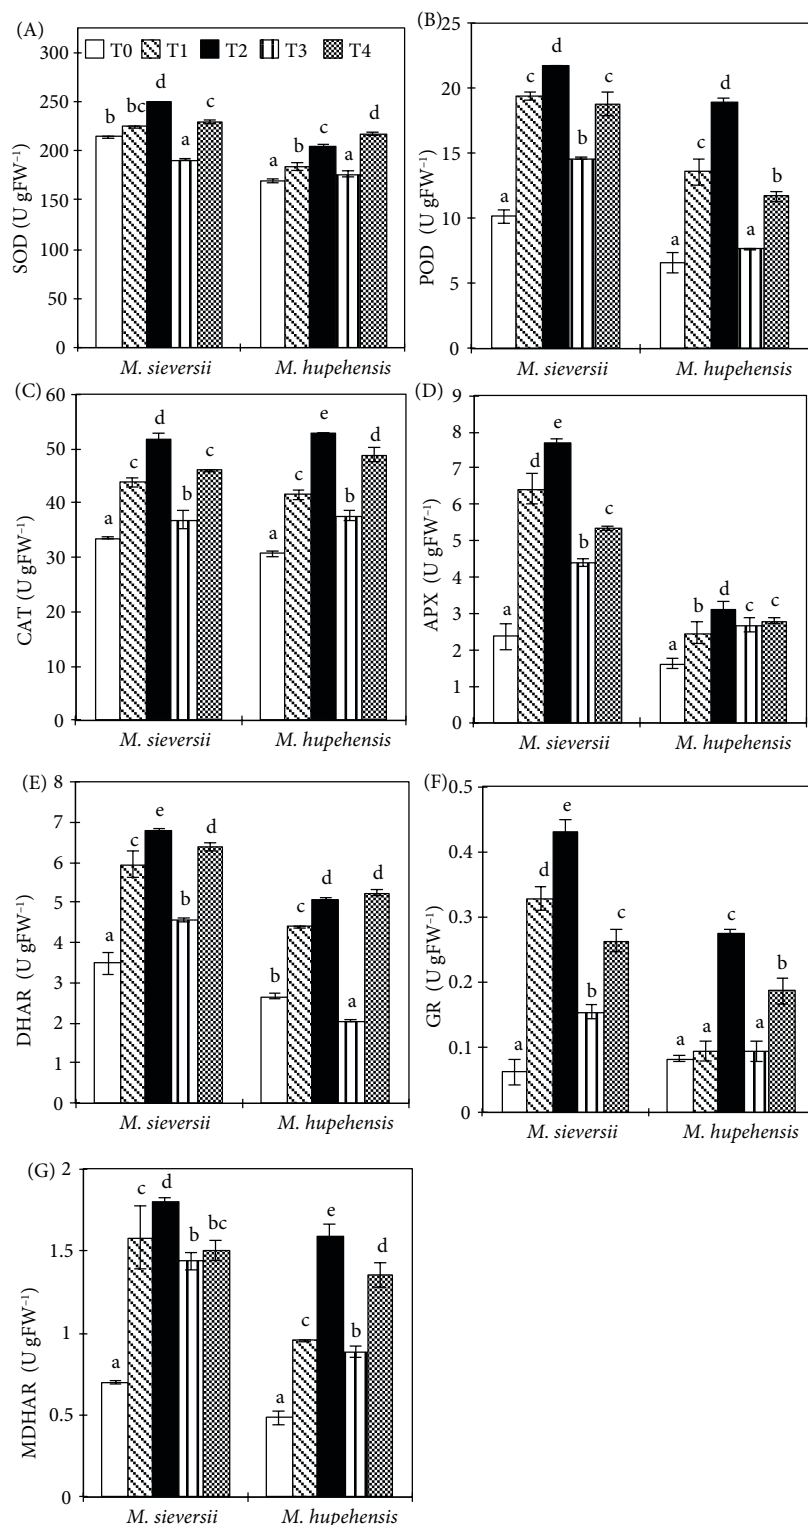 (A)
300
250
200
150
100
50
0
SOD (U gFW⁻¹)
T0 T1 T2 T3 T4
b bc d a c
a b c a d
M. sieversii M. hupehensis
(B)
25
20
15
10
5
0
POD (U gFW⁻¹)
a c d b c
a c d a b
M. sieversii M. hupehensis
(C)
60
50
40
30
20
10
0
CAT (U gFW⁻¹)
a c d b c
a c e b d
M. sieversii M. hupehensis
(D)
9
8
7
6
5
4
3
2
1
0
APX (U gFW⁻¹)
a d e b c
a b d c c
M. sieversii M. hupehensis
(E)
8
7
6
5
4
3
2
1
0
DHAR (U gFW⁻¹)
a c e b d
b c d a d
M. sieversii M. hupehensis
(F)
0.5
0.4
0.3
0.2
0.1
0
GR (U gFW⁻¹)
a d e b c
a a c a b
M. sieversii M. hupehensis
(G)
2
1.5
1
0.5
0
MDHAR (U gFW⁻¹)
a c d b bc
a c e b d
M. sieversii M. hupehensis